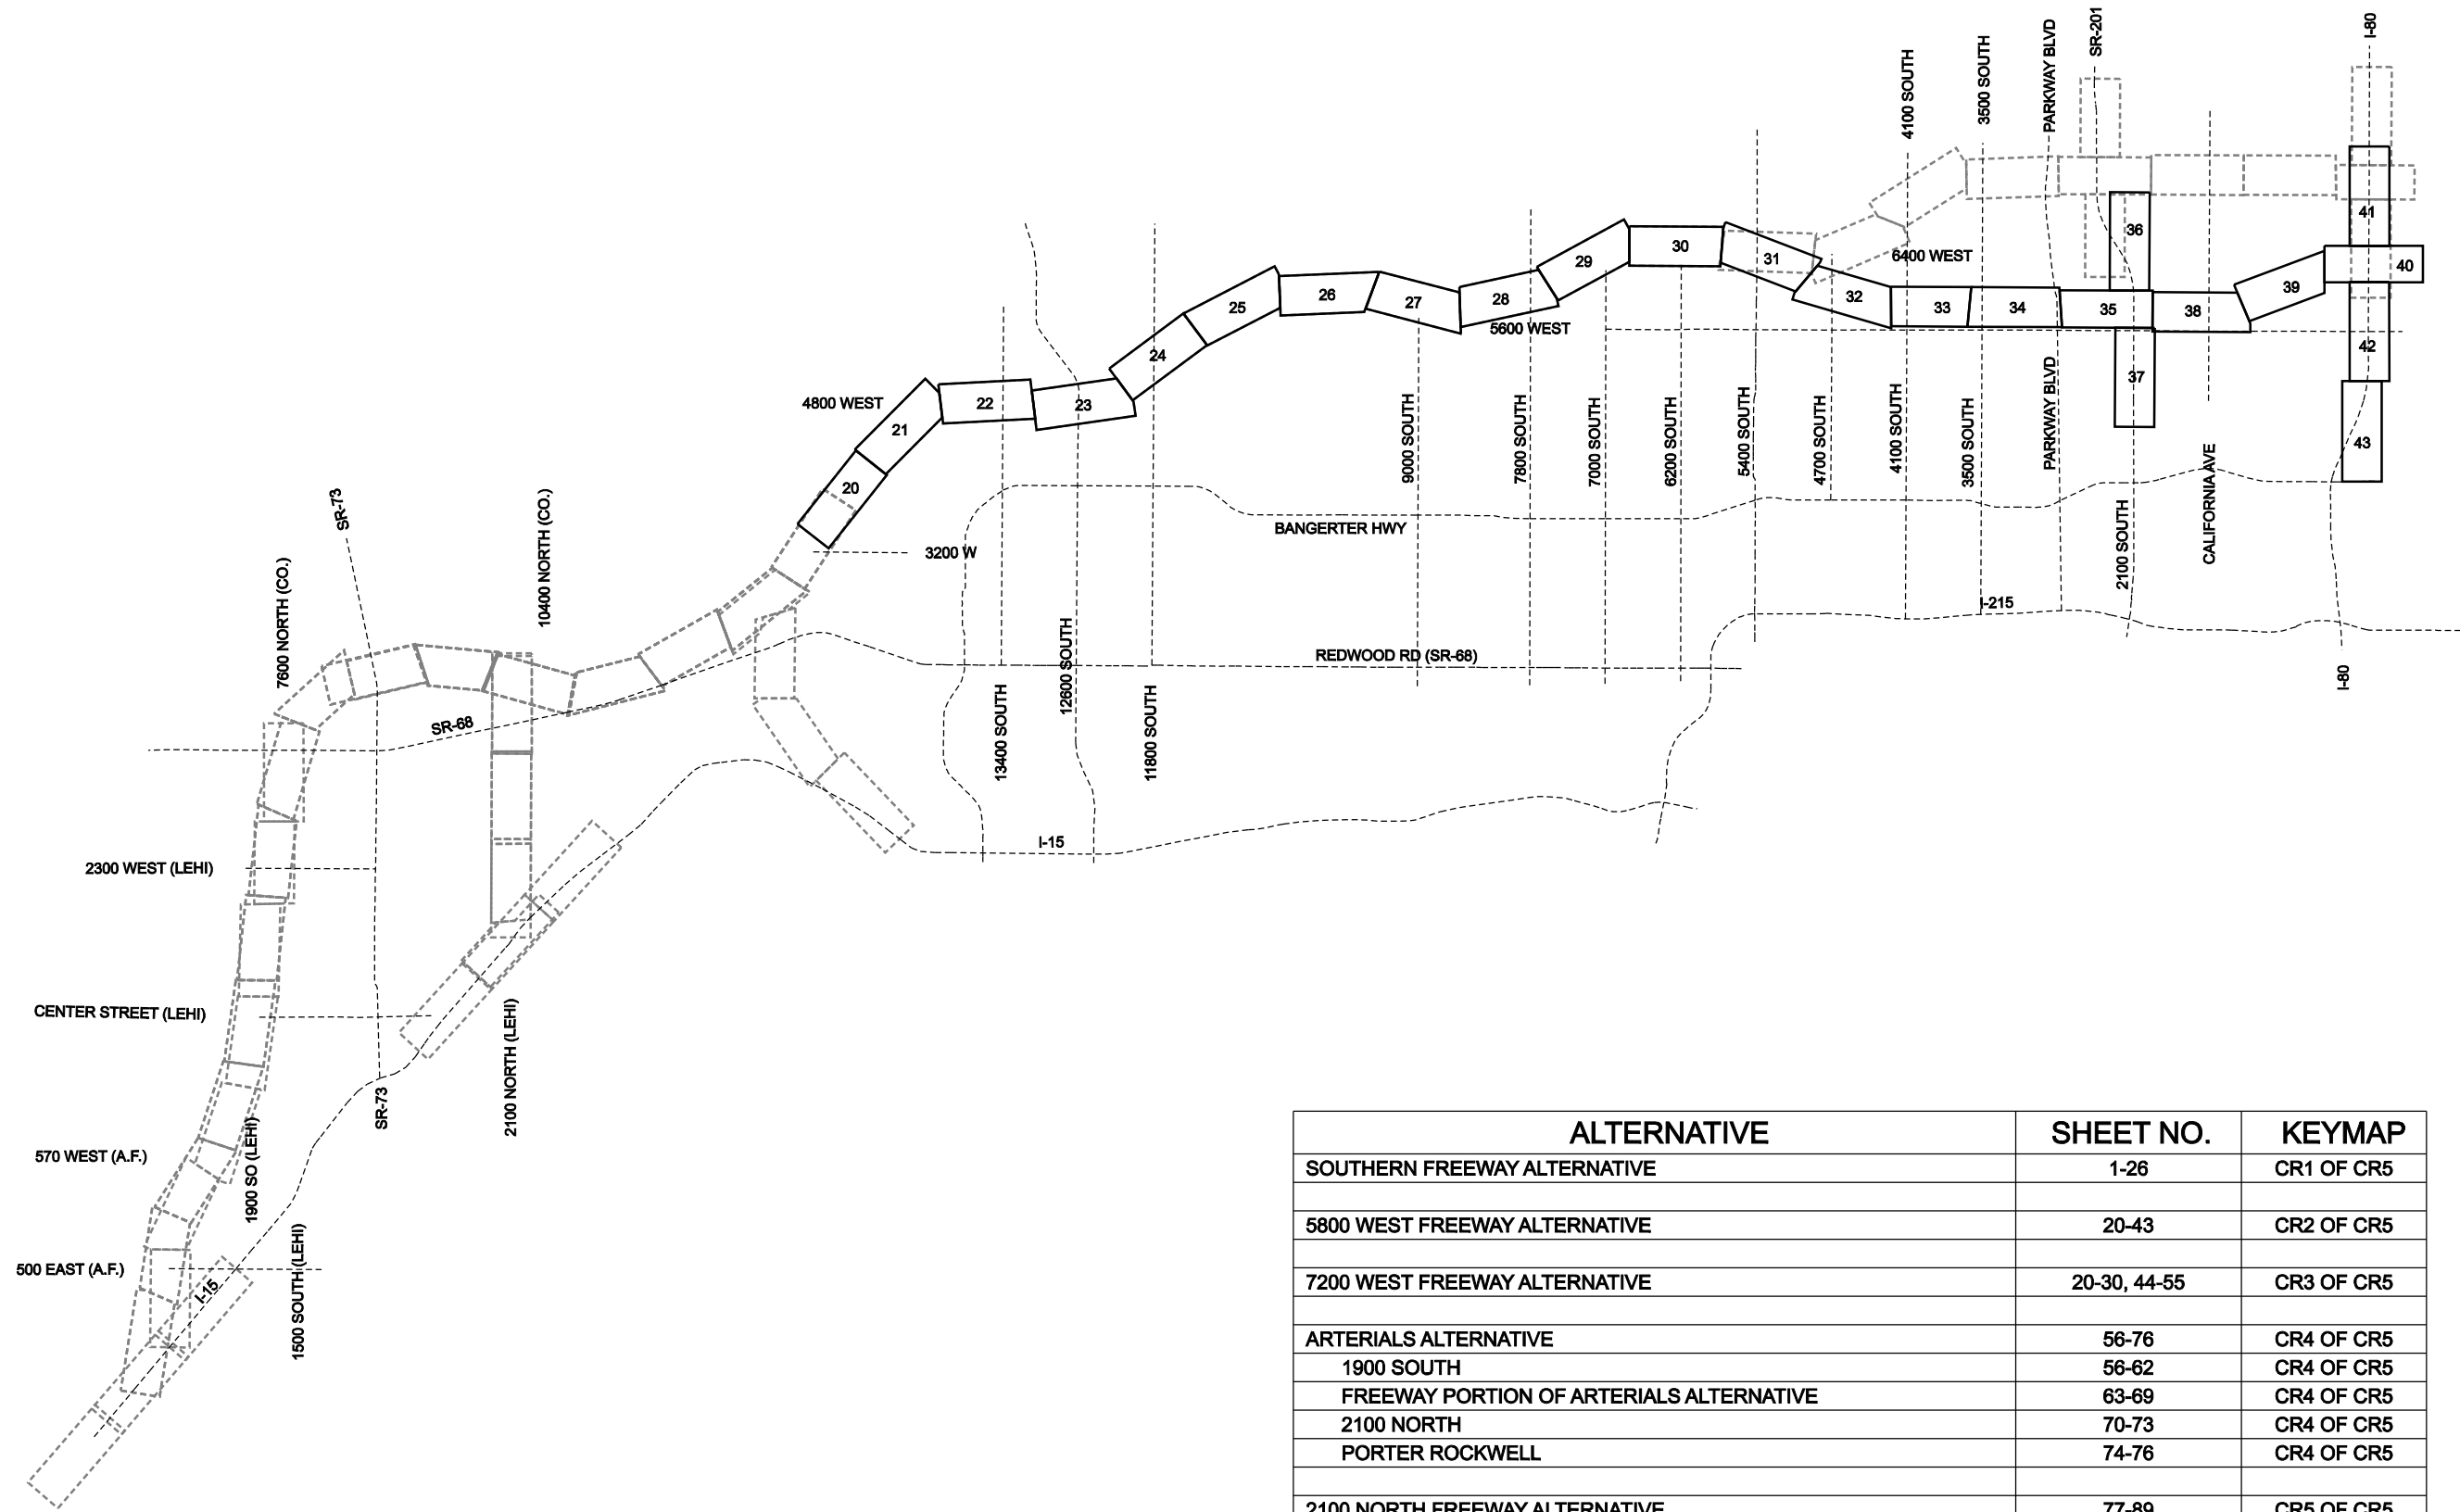 SR-201
I-80
PARKWAY BLVD
3500 SOUTH
4100 SOUTH
41
36
6400 WEST
30
31
29
40
39
32
33
34
35
38
28
27
26
25
5600 WEST
24
42
37
43
4800 WEST
22
23
21
20
9000 SOUTH
7800 SOUTH
7000 SOUTH
6200 SOUTH
5400 SOUTH
4700 SOUTH
4100 SOUTH
3500 SOUTH
PARKWAY BLVD
2100 SOUTH
CALIFORNIA AVE
BANGERTER HWY
SR-73
10400 NORTH (CO.)
3200 W
7600 NORTH (CO.)
I-215
REDWOOD RD (SR-68)
I-80
12600 SOUTH
13400 SOUTH
11800 SOUTH
SR-68
I-15
2300 WEST (LEHI)
CENTER STREET (LEHI)
2100 NORTH (LEHI)
SR-73
570 WEST (A.F.)
1900 SO (LEHI)
500 EAST (A.F.)
I-15
1500 SOUTH (LEHI)
ALTERNATIVE SHEET NO. KEYMAP
SOUTHERN FREEWAY ALTERNATIVE 1-26 CR1 OF CR5
5800 WEST FREEWAY ALTERNATIVE 20-43 CR2 OF CR5
7200 WEST FREEWAY ALTERNATIVE 20-30, 44-55 CR3 OF CR5
ARTERIALS ALTERNATIVE 56-76 CR4 OF CR5
1900 SOUTH 56-62 CR4 OF CR5
FREEWAY PORTION OF ARTERIALS ALTERNATIVE 63-69 CR4 OF CR5
2100 NORTH 70-73 CR4 OF CR5
PORTER ROCKWELL 74-76 CR4 OF CR5
2100 NORTH FREEWAY ALTERNATIVE 77-89 CR5 OF CR5